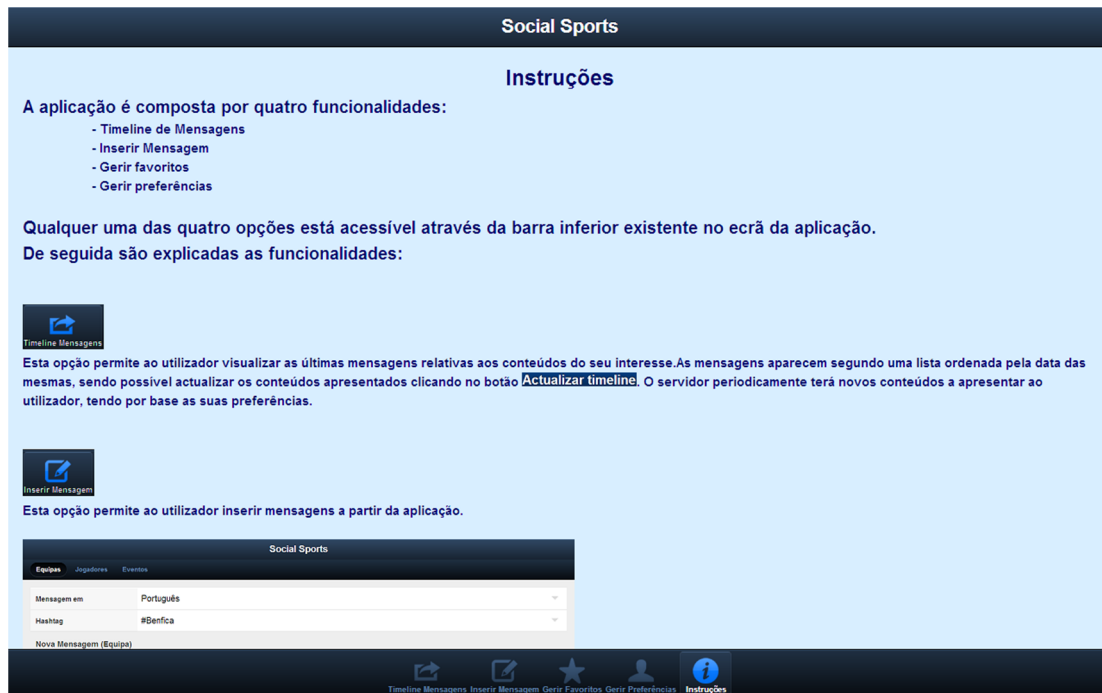 Social Sports
Instruções
A aplicação é composta por quatro funcionalidades:
- Timeline de Mensagens
- Inserir Mensagem
- Gerir favoritos
- Gerir preferências
Qualquer uma das quatro opções está acessível através da barra inferior existente no ecrã da aplicação.
De seguida são explicadas as funcionalidades:
Timeline Mensagens
Esta opção permite ao utilizador visualizar as últimas mensagens relativas aos conteúdos do seu interesse.As mensagens aparecem segundo uma lista ordenada pela data das
mesmas, sendo possível actualizar os conteúdos apresentados clicando no botão Actualizar timeline. O servidor periodicamente terá novos conteúdos a apresentar ao
utilizador, tendo por base as suas preferências.
Inserir Mensagem
Esta opção permite ao utilizador inserir mensagens a partir da aplicação.
Social Sports
Equipas Jogadores Eventos
Mensagem em Português
Hashtag #Benfica
Nova Mensagem (Equipa)
Timeline Mensagens Inserir Mensagem Gerir Favoritos Gerir Preferências Instruções